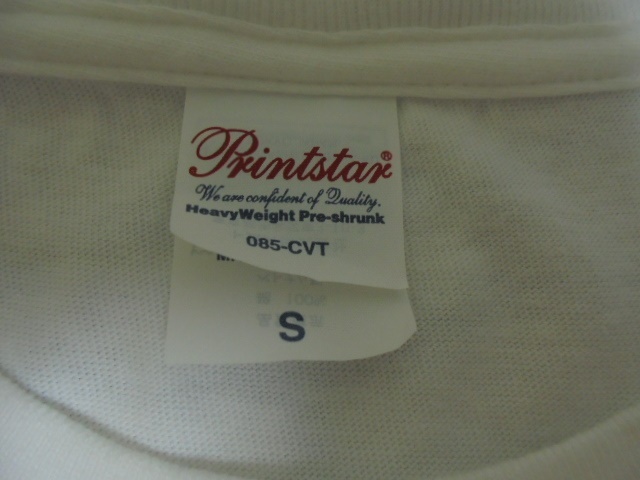 Printstar®
We are confident of Quality.
HeavyWeight Pre-shrunk
085-CVT
S